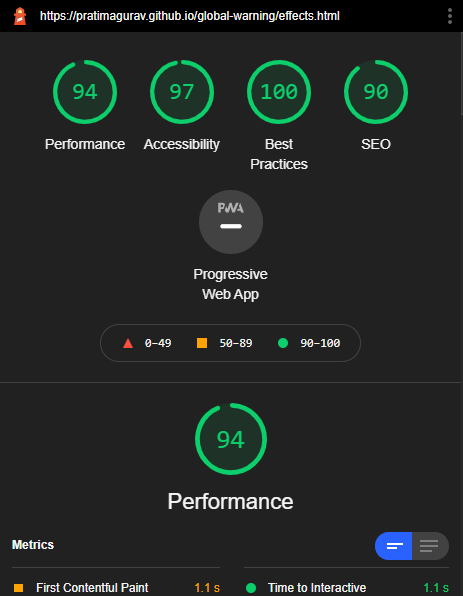 https://pratimagurav.github.io/global-warning/effects.html
94 97 100 90
Performance Accessibility Best Practices SEO
PWA
Progressive
Web App
0–49 50–89 90–100
94
Performance
Metrics
First Contentful Paint 1.1 s Time to Interactive 1.1 s